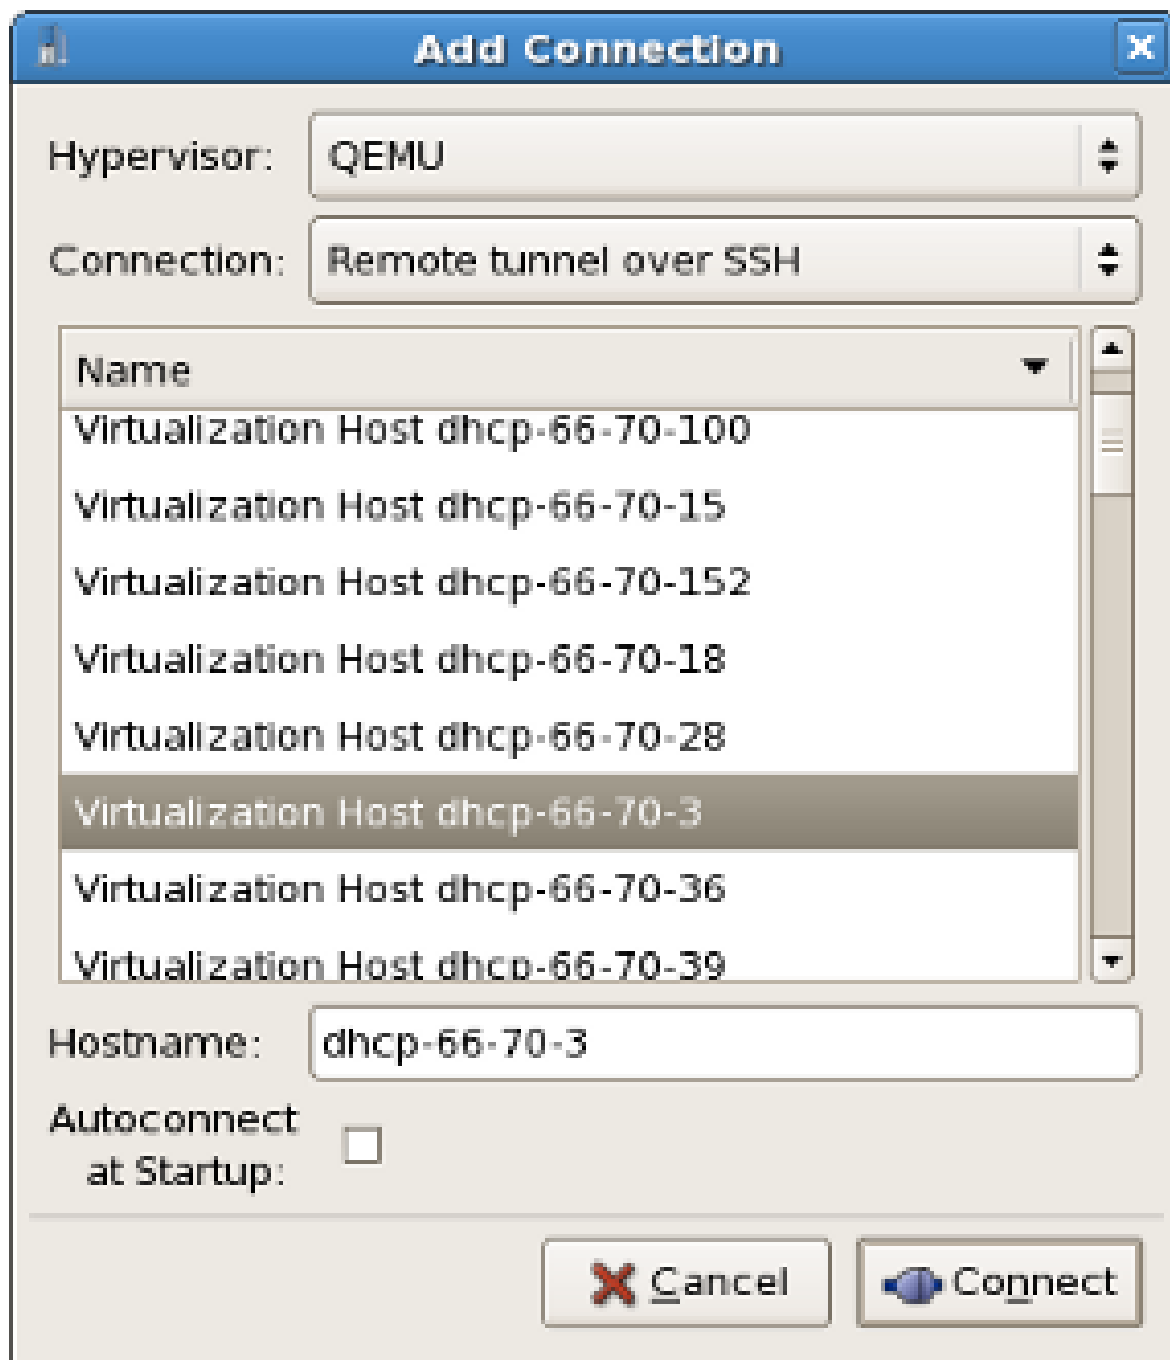 Add Connection
Hypervisor: QEMU
Connection: Remote tunnel over SSH
Name
Virtualization Host dhcp-66-70-100
Virtualization Host dhcp-66-70-15
Virtualization Host dhcp-66-70-152
Virtualization Host dhcp-66-70-18
Virtualization Host dhcp-66-70-28
Virtualization Host dhcp-66-70-3
Virtualization Host dhcp-66-70-36
Virtualization Host dhcp-66-70-39
Hostname: dhcp-66-70-3
Autoconnect
at Startup:
Cancel Connect